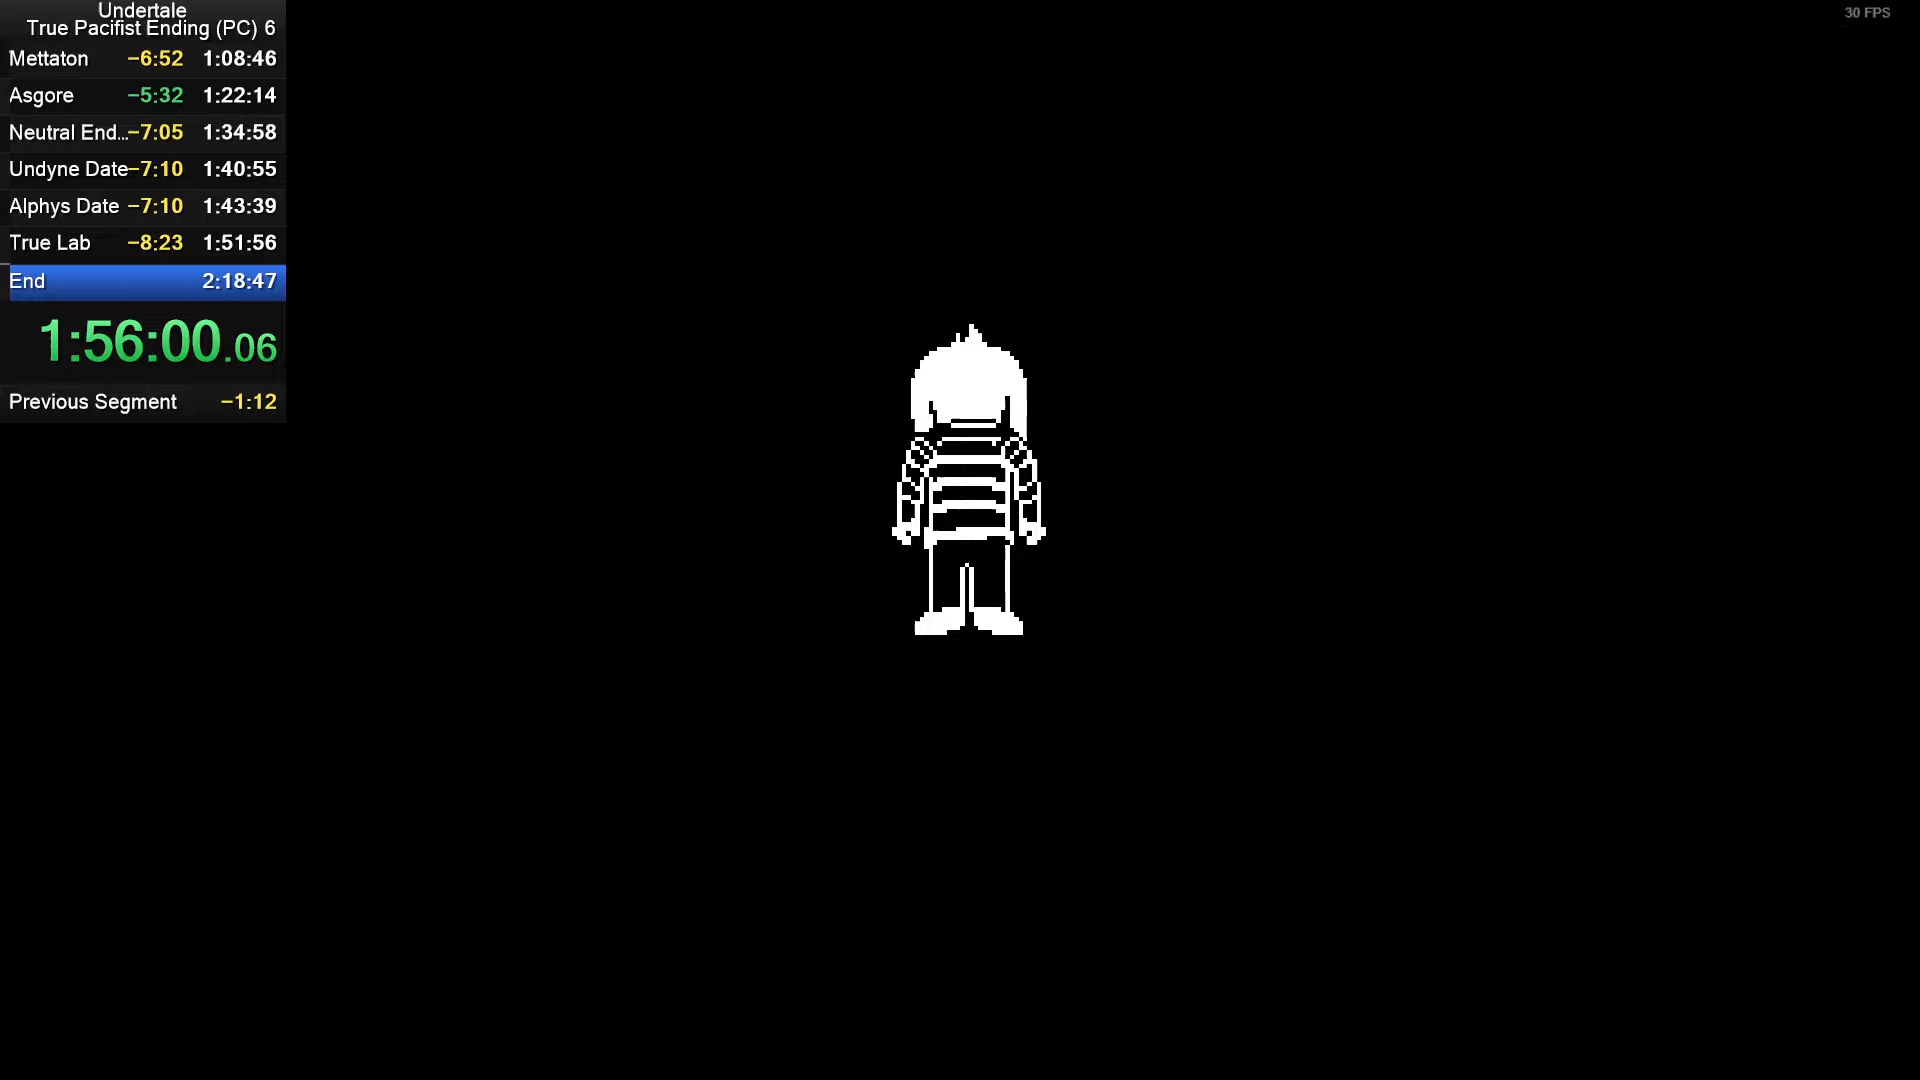 Undertale
True Pacifist Ending (PC) 6
30 FPS
Mettaton −6:52 1:08:46
Asgore −5:32 1:22:14
Neutral End... −7:05 1:34:58
Undyne Date −7:10 1:40:55
Alphys Date −7:10 1:43:39
True Lab −8:23 1:51:56
End 2:18:47
1:56:00.06
Previous Segment −1:12